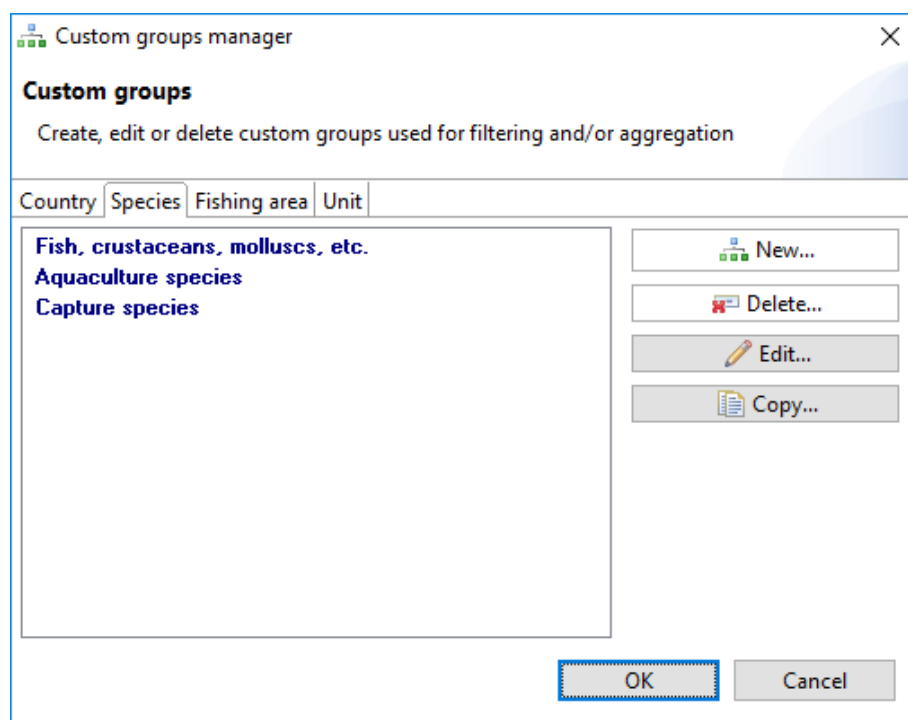 Custom groups manager
Custom groups
Create, edit or delete custom groups used for filtering and/or aggregation
Country Species Fishing area Unit
Fish, crustaceans, molluscs, etc.
Aquaculture species
Capture species
New...
Delete...
Edit...
Copy...
OK Cancel